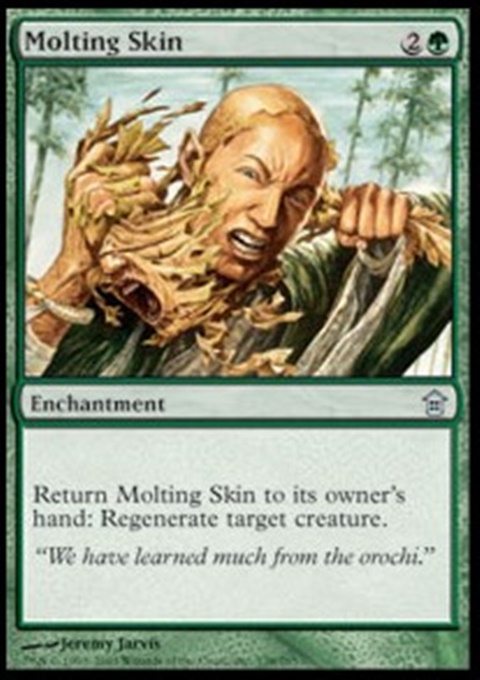 Molting Skin 2
Enchantment
Return Molting Skin to its owner's
hand: Regenerate target creature.
"We have learned much from the orochi."
Jeremy Jarvis